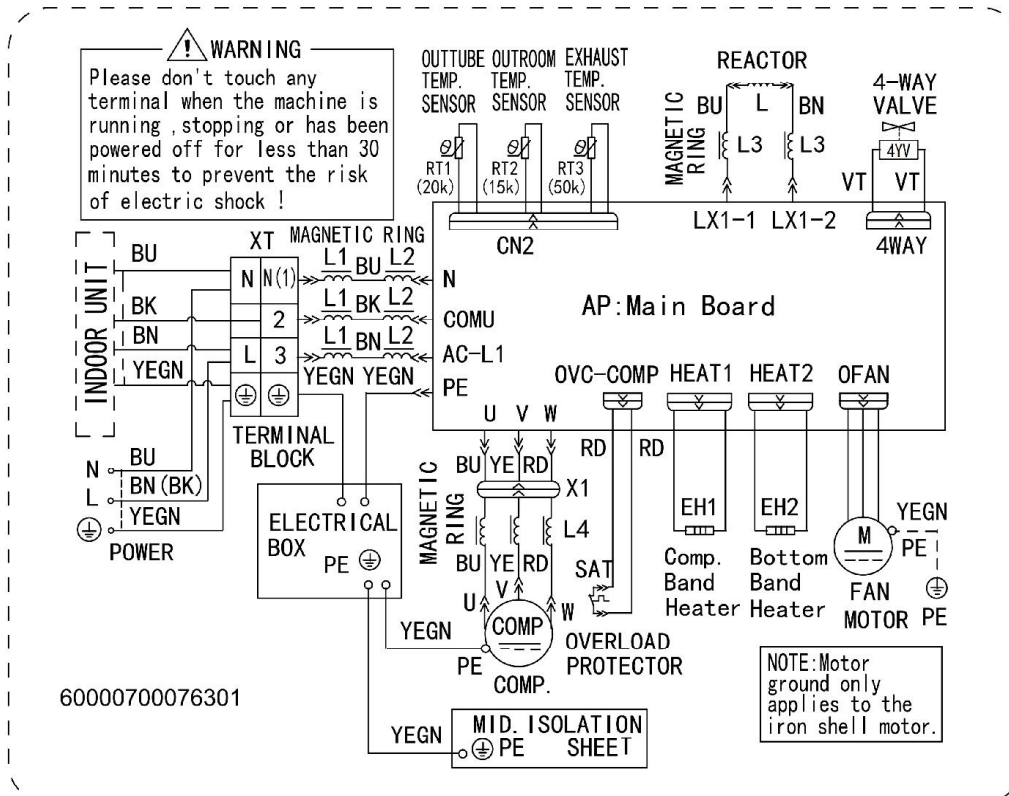 WARNING
Please don't touch any
terminal when the machine is
running ,stopping or has been
powered off for less than 30
minutes to prevent the risk
of electric shock !
OUTTUBE OUTROOM EXHAUST
TEMP. TEMP. TEMP.
SENSOR SENSOR SENSOR
RT1 RT2 RT3
(20k) (15k) (50k)
CN2
REACTOR
MAGNETIC
RING
BU L BN
L3 L3
LX1-1 LX1-2
4-WAY
VALVE
4YV
VT VT
4WAY
INDOOR UNIT
BU
BK
BN
YEGN
XT
N N(1)
2
L 3
TERMINAL
BLOCK
MAGNETIC RING
L1 BU L2
N
L1 BK L2
COMU
L1 BN L2
AC-L1
YEGN YEGN
PE
AP:Main Board
OVC-COMP HEAT1 HEAT2 OFAN
U V W
RD RD
N BU
L BN(BK)
YEGN
POWER
ELECTRICAL
BOX
PE
MAGNETIC
RING
BU YE RD
X1
L4
BU YE RD
U V W
COMP
PE
COMP.
YEGN
SAT
OVERLOAD
PROTECTOR
EH1 EH2
Comp. Bottom
Band Band
Heater Heater
M
YEGN
PE
FAN
MOTOR PE
60000700076301
YEGN
MID. ISOLATION
PE SHEET
NOTE:Motor
ground only
applies to the
iron shell motor.